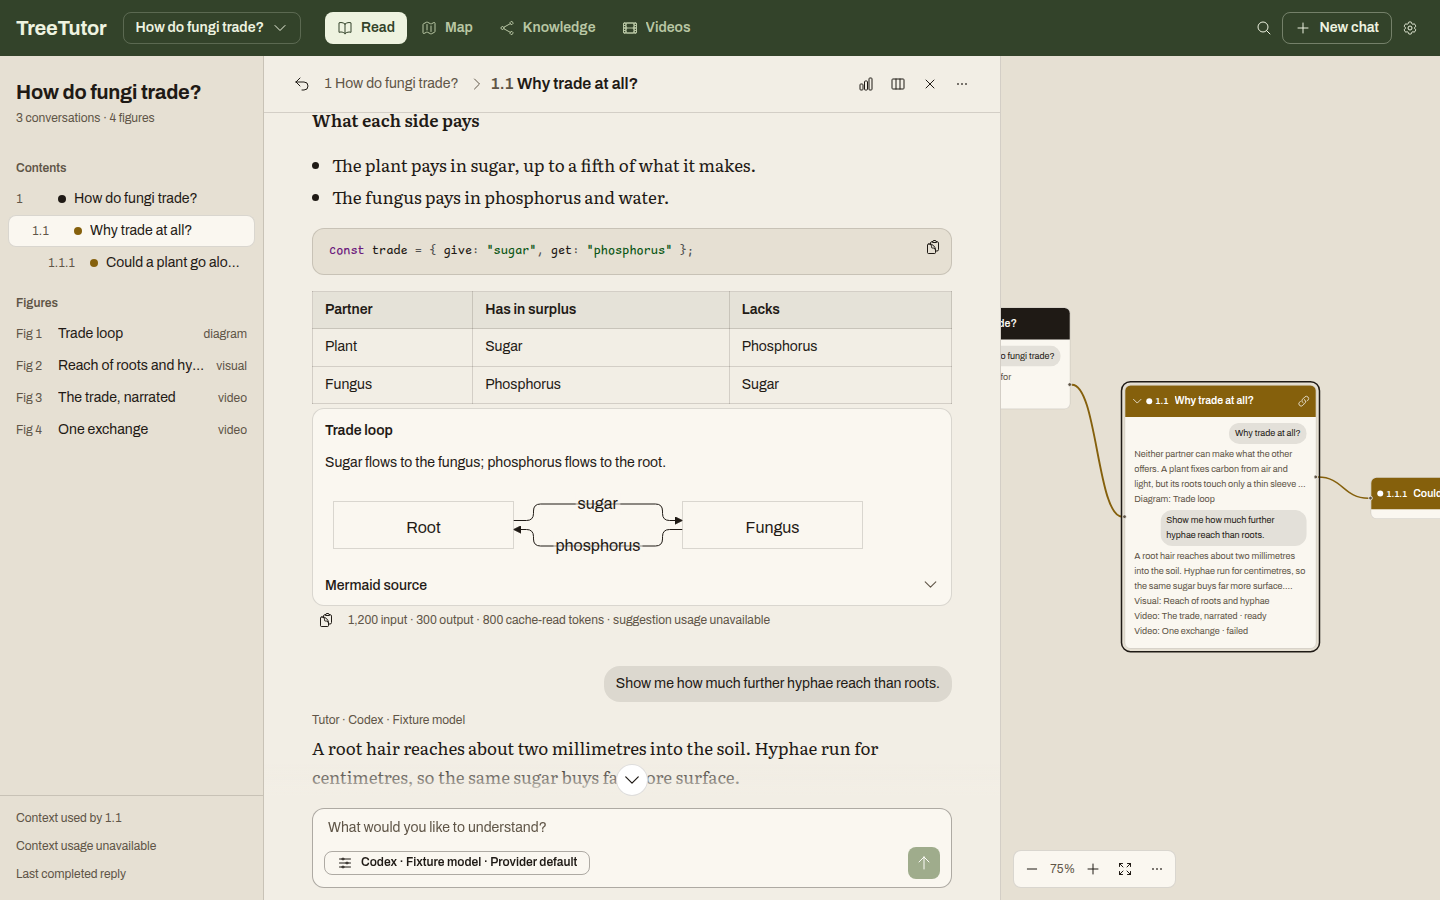 TreeTutor
How do fungi trade?
Read
Map
Knowledge
Videos
New chat
How do fungi trade?
3 conversations · 4 figures
Contents
1 How do fungi trade?
1.1 Why trade at all?
1.1.1 Could a plant go alo...
Figures
Fig 1 Trade loop diagram
Fig 2 Reach of roots and hy... visual
Fig 3 The trade, narrated video
Fig 4 One exchange video
Context used by 1.1
Context usage unavailable
Last completed reply
1 How do fungi trade? 1.1 Why trade at all?
What each side pays
The plant pays in sugar, up to a fifth of what it makes.
The fungus pays in phosphorus and water.
const trade = { give: "sugar", get: "phosphorus" };
Partner Has in surplus Lacks
Plant Sugar Phosphorus
Fungus Phosphorus Sugar
Trade loop
Sugar flows to the fungus; phosphorus flows to the root.
sugar
Root Fungus
phosphorus
Mermaid source
1,200 input · 300 output · 800 cache-read tokens · suggestion usage unavailable
Show me how much further hyphae reach than roots.
Tutor · Codex · Fixture model
A root hair reaches about two millimetres into the soil. Hyphae run for
centimetres, so the same sugar buys fa ore surface.
What would you like to understand?
Codex · Fixture model · Provider default
de?
o fungi trade?
for
1.1 Why trade at all?
Why trade at all?
Neither partner can make what the other
offers. A plant fixes carbon from air and
light, but its roots touch only a thin sleeve ...
Diagram: Trade loop
Show me how much further
hyphae reach than roots.
A root hair reaches about two millimetres
into the soil. Hyphae run for centimetres, so
the same sugar buys far more surface....
Visual: Reach of roots and hyphae
Video: The trade, narrated · ready
Video: One exchange · failed
1.1.1 Could
75%